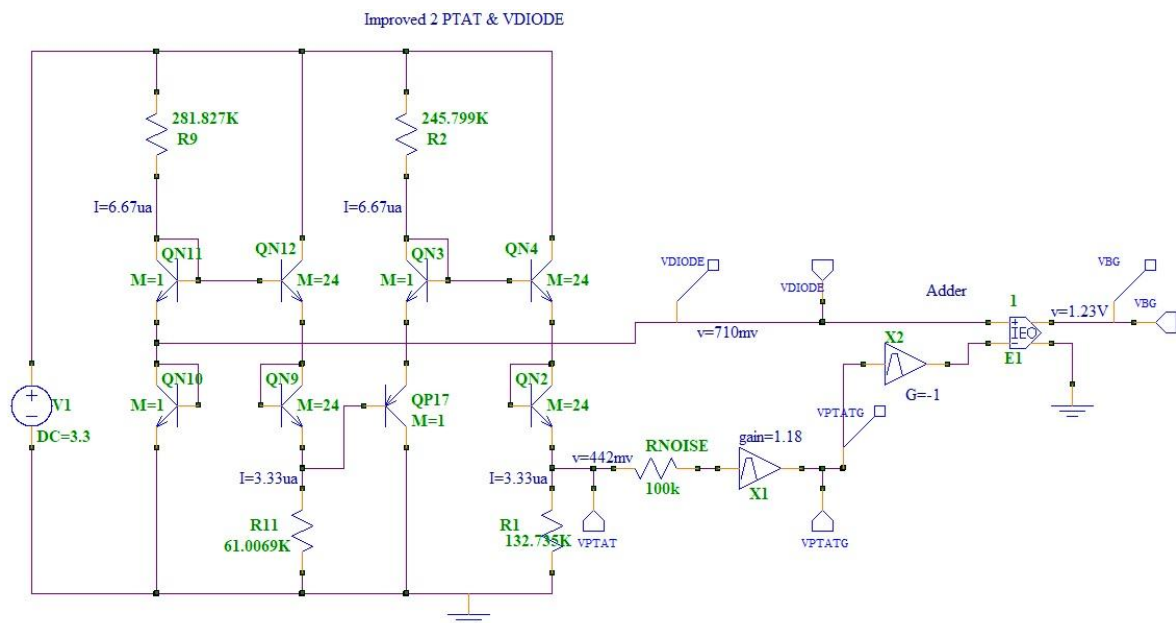 Improved 2 PTAT & VDIODE
281.827K
R9
245.799K
R2
I=6.67ua
I=6.67ua
QN11
QN12
QN3
QN4
M=1
M=24
M=1
M=24
VDIODE
VDIODE
v=710mv
Adder
1
VBG
v=1.23V
VBG
IEO
E1
X2
G=-1
QN10
M=1
QN9
M=24
QP17
M=1
QN2
M=24
V1
DC=3.3
VPTATG
gain=1.18
RNOISE
v=442mv
100k
X1
I=3.33ua
I=3.33ua
R11
61.0069K
R1
132.735K
VPTAT
VPTATG